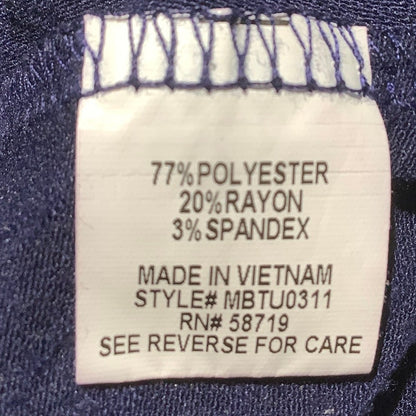 77%POLYESTER
20%RAYON
3%SPANDEX
MADE IN VIETNAM
STYLE# MBTU0311
RN# 58719
SEE REVERSE FOR CARE